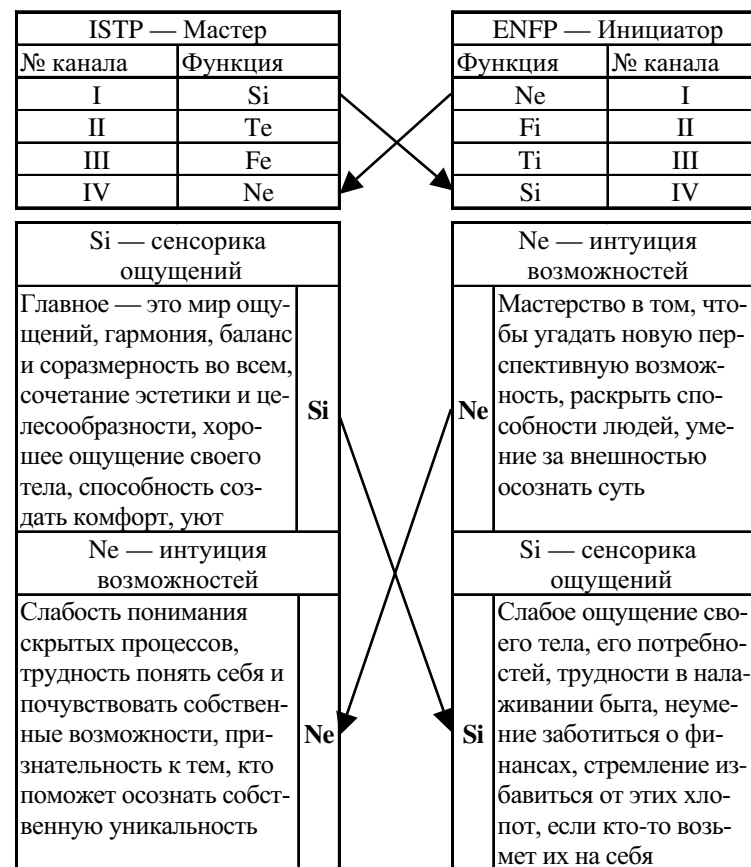 ISTP — Мастер
№ канала Функция
I Si
II Te
III Fe
IV Ne
ENFP — Инициатор
Функция № канала
Ne I
Fi II
Ti III
Si IV
Si — сенсорика
ощущений
Главное — это мир ощу-
щений, гармония, баланс
и соразмерность во всем,
сочетание эстетики и це-
лесообразности, хоро-
шее ощущение своего
тела, способность соз-
дать комфорт, уют
Si
Ne — интуиция
возможностей
Слабость понимания
скрытых процессов,
трудность понять себя и
почувствовать собствен-
ные возможности, при-
знательность к тем, кто
поможет осознать собст-
венную уникальность
Ne
Ne — интуиция
возможностей
Ne
Мастерство в том, что-
бы угадать новую пер-
спективную возмож-
ность, раскрыть спо-
собности людей, уме-
ние за внешностью
осознать суть
Si — сенсорика
ощущений
Si
Слабое ощущение сво-
его тела, его потребно-
стей, трудности в нала-
живании быта, неуме-
ние заботиться о фи-
нансах, стремление из-
бавиться от этих хло-
пот, если кто-то возь-
мет их на себя